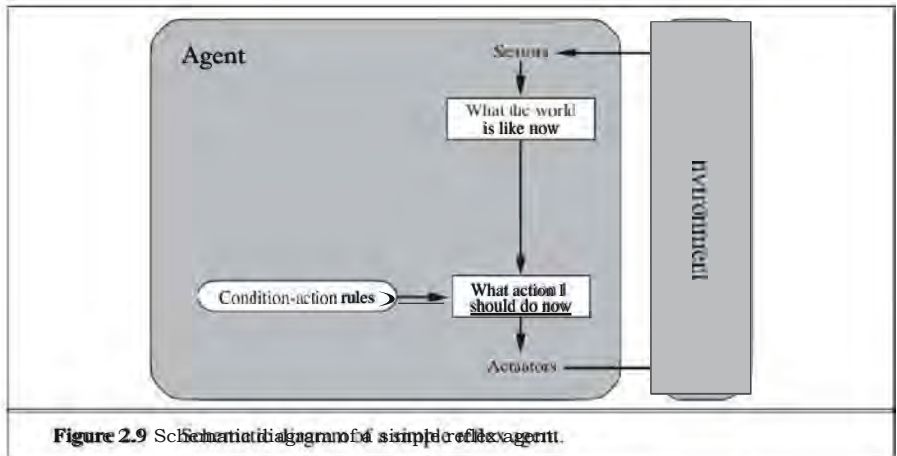 Agent
Sensors
What the world
is like now
Environment
Condition-action rules
What action I
should do now
Actuators
Figure 2.9 Schematic diagram of a simple reflex agent.